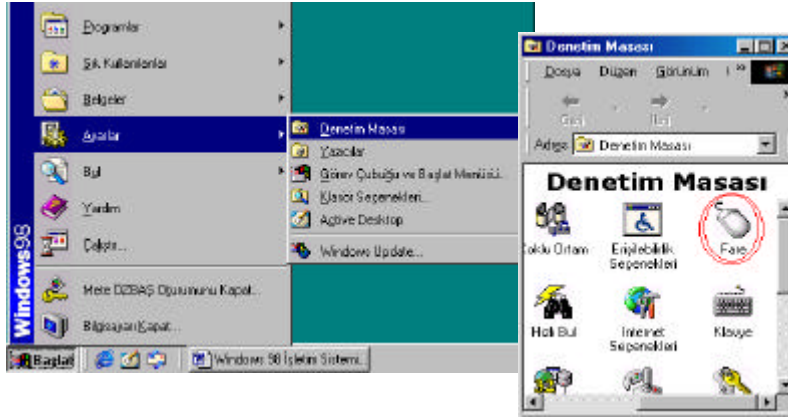 Programlar
Sık Kullanılanlar
Belgeler
Ayarlar
Bul
Yardım
Çalıştır...
Mete ÖZBAŞ Oturumunu Kapat...
Bilgisayarı Kapat...
Windows98
Denetim Masası
Yazıcılar
Görev Çubuğu ve Başlat Menüsü...
Klasör Seçenekleri...
Active Desktop
Windows Update...
Başlat
Windows 98 İşletim Sistemi...
Denetim Masası
Dosya Düzen Görünüm
Geri İleri
Adres Denetim Masası
Denetim Masası
Çoklu Ortam
Erişilebilirlik Seçenekleri
Fare
Hızlı Bul
Internet Seçenekleri
Klavye